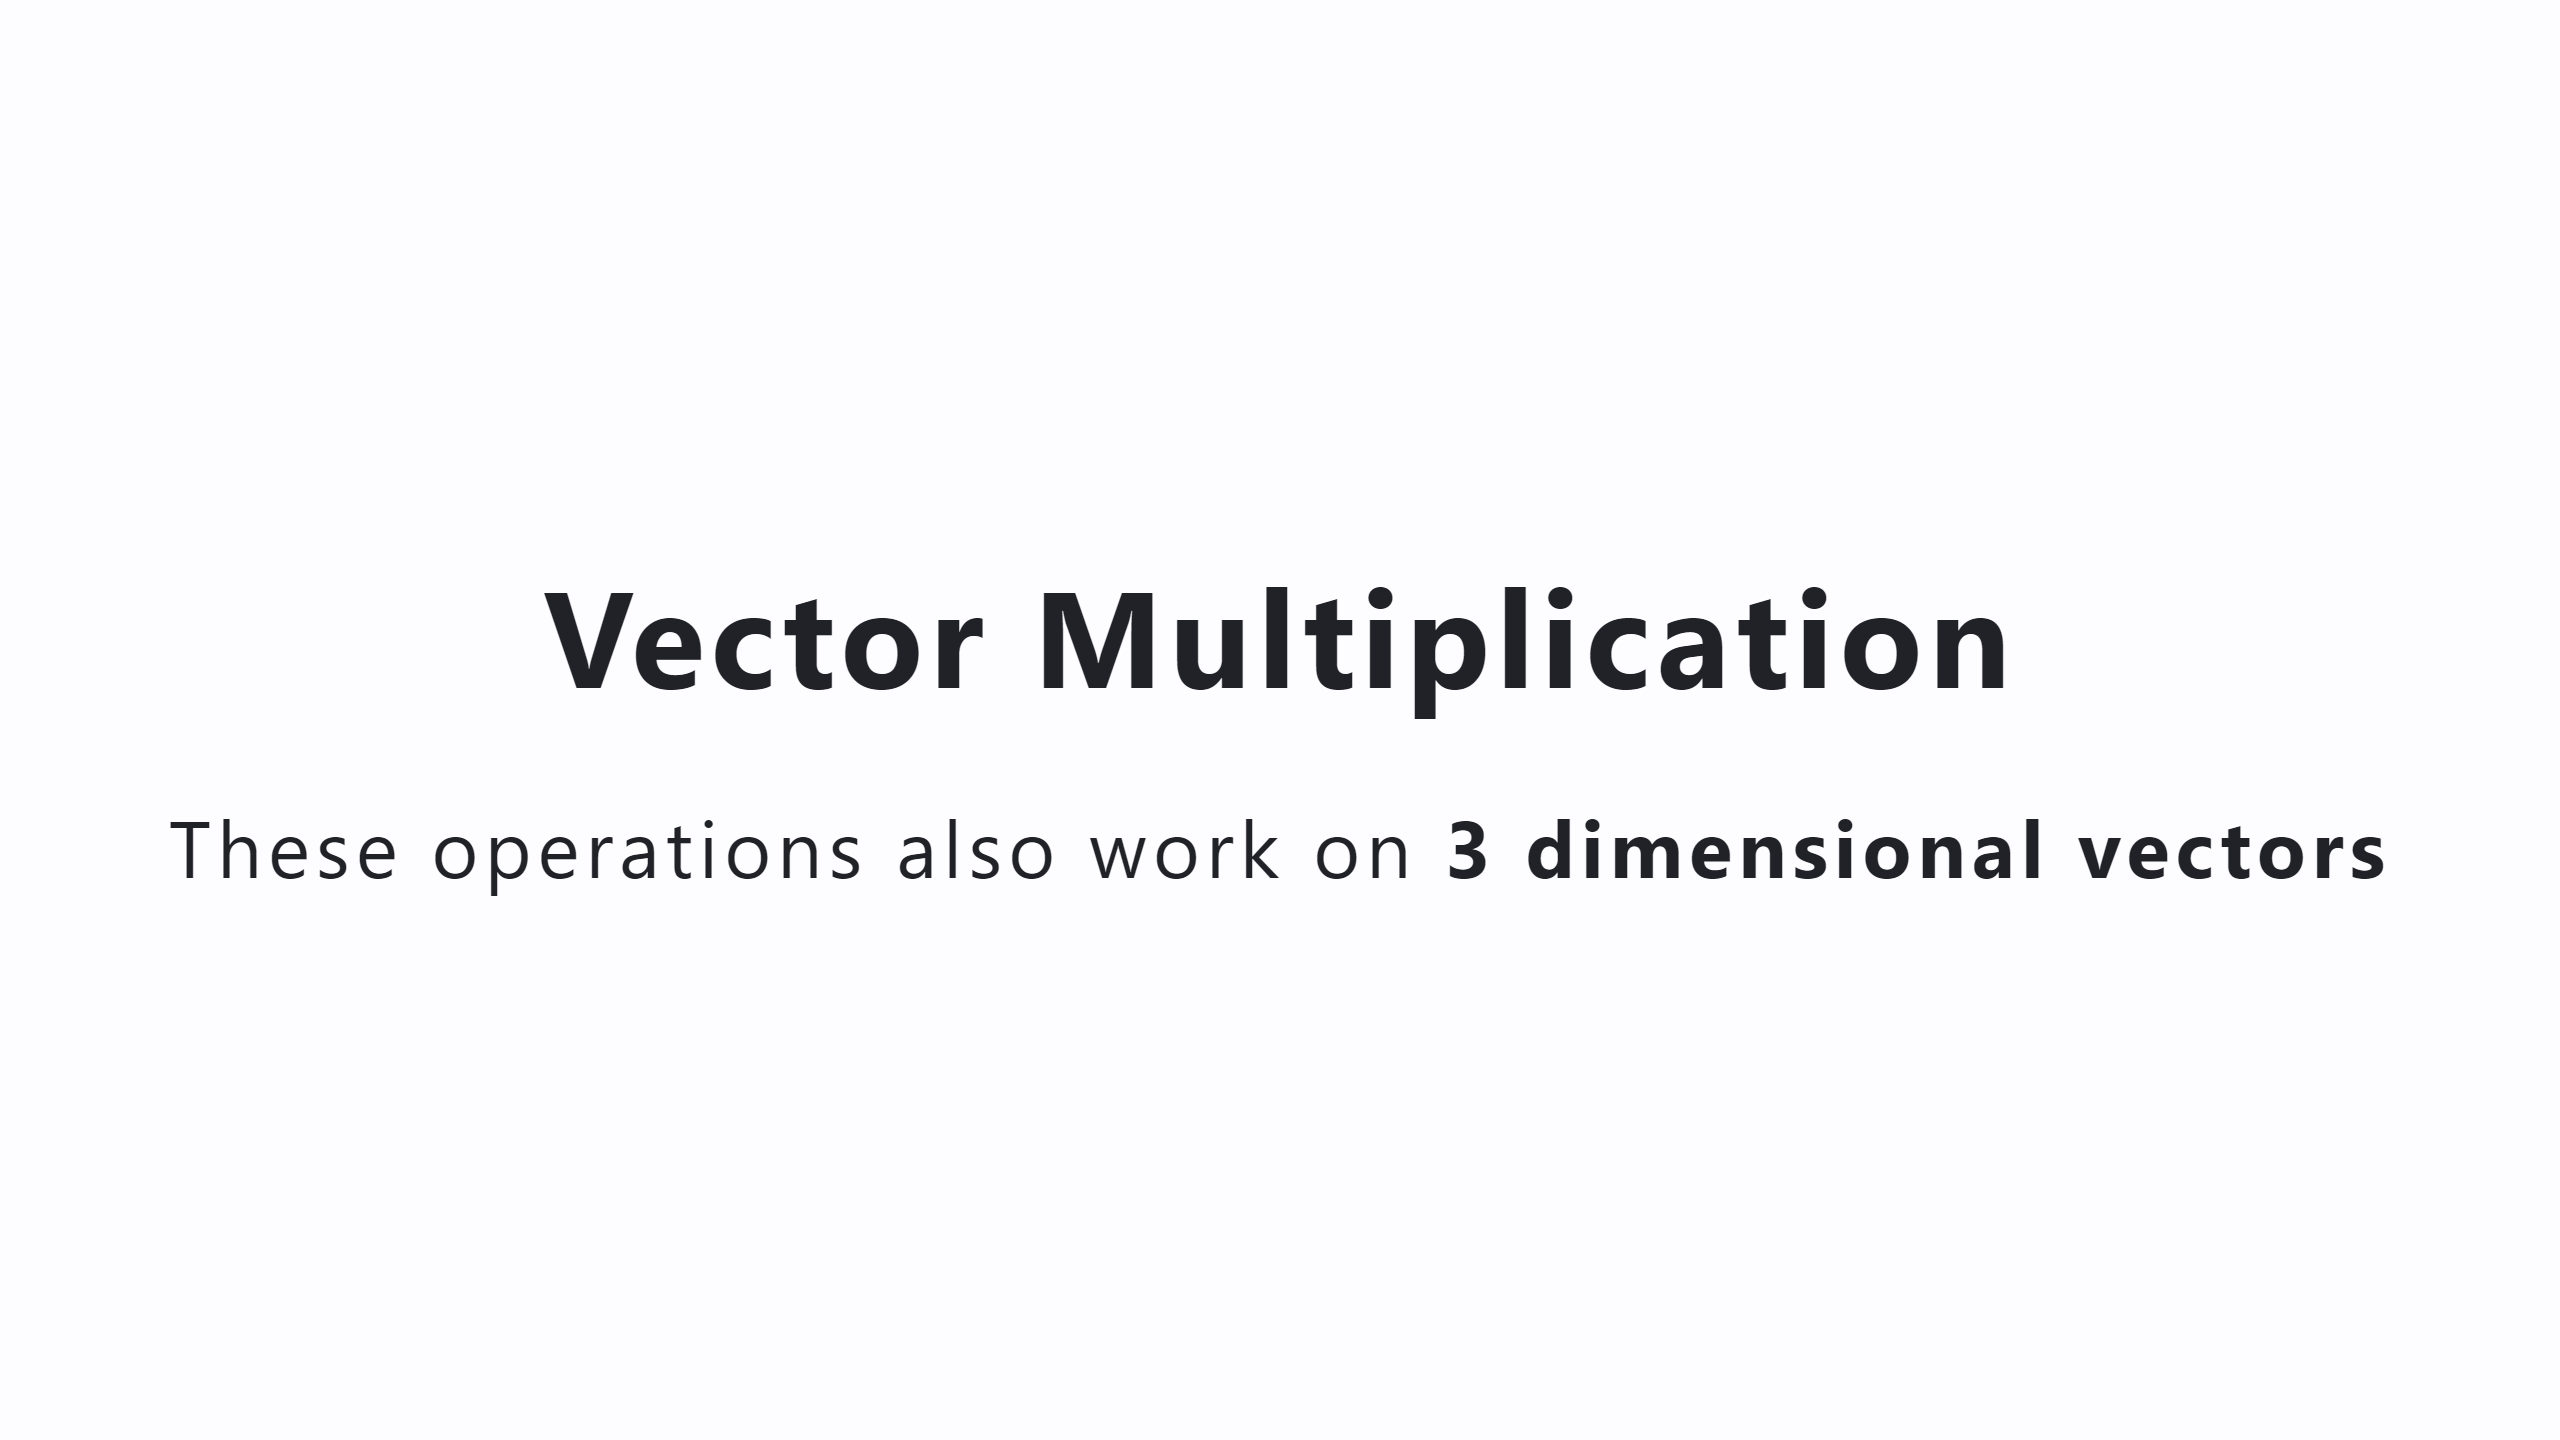 Vector Multiplication
These operations also work on 3 dimensional vectors